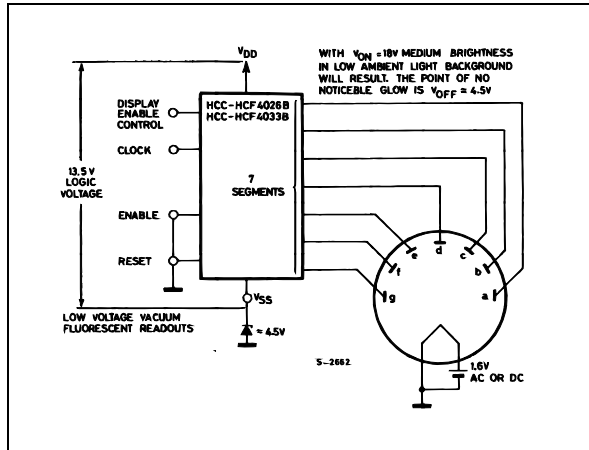 VDD
WITH VON = 18V MEDIUM BRIGHTNESS
IN LOW AMBIENT LIGHT BACKGROUND
WILL RESULT. THE POINT OF NO
NOTICEBLE GLOW IS VOFF = 4.5V
DISPLAY
ENABLE
CONTROL
HCC-HCF4026B
HCC-HCF4033B
CLOCK
13.5V
LOGIC
VOLTAGE
7
SEGMENTS
ENABLE
RESET
e
d
c
f
b
g
a
VSS
LOW VOLTAGE VACUUM
FLUORESCENT READOUTS
≈ 4.5V
S-2662
1.6V
AC OR DC